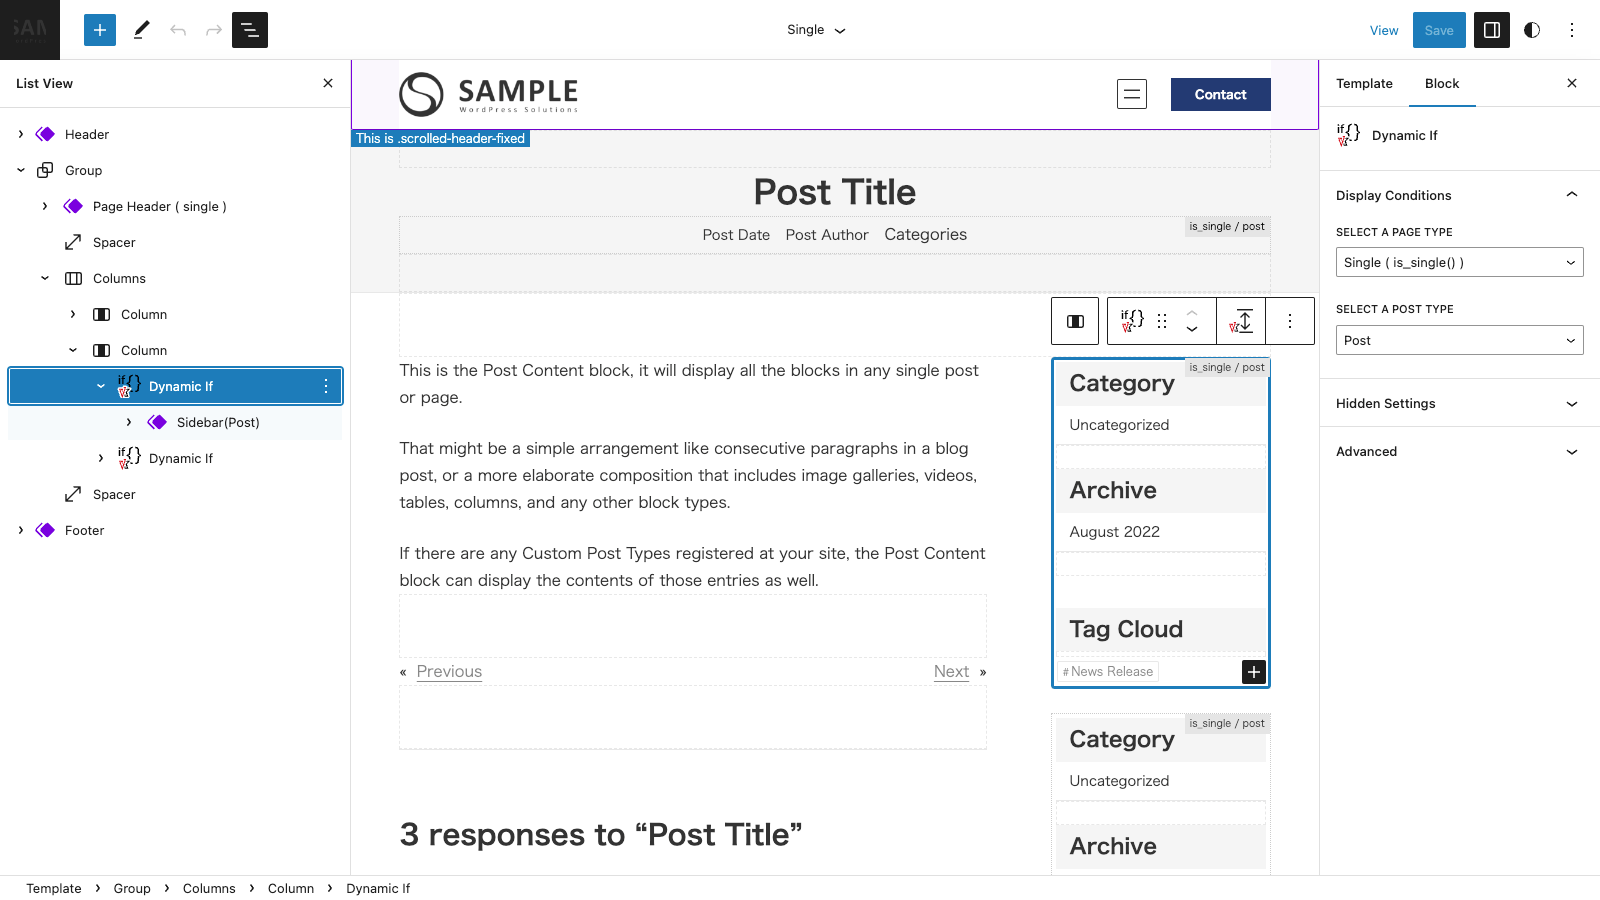 Single
View
Save
List View
Template
Block
Header
Group
Page Header ( single )
Spacer
Columns
Column
Column
if{}
Dynamic If
Sidebar(Post)
if{}
Dynamic If
Spacer
Footer
SAMPLE
WordPress Solutions
Contact
This is .scrolled-header-fixed
Post Title
is_single / post
Post Date Post Author Categories
if{}
This is the Post Content block, it will display all the blocks in any single post
or page.
That might be a simple arrangement like consecutive paragraphs in a blog
post, or a more elaborate composition that includes image galleries, videos,
tables, columns, and any other block types.
If there are any Custom Post Types registered at your site, the Post Content
block can display the contents of those entries as well.
« Previous
Next »
3 responses to “Post Title”
is_single / post
Category
Uncategorized
Archive
August 2022
Tag Cloud
# News Release
is_single / post
Category
Uncategorized
Archive
if{}
Dynamic If
Display Conditions
SELECT A PAGE TYPE
Single ( is_single() )
SELECT A POST TYPE
Post
Hidden Settings
Advanced
Template › Group › Columns › Column › Dynamic If